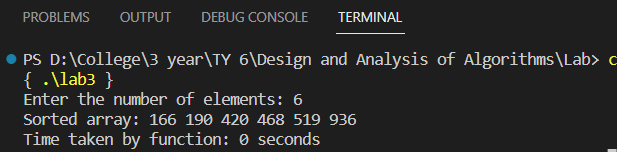 PROBLEMS OUTPUT DEBUG CONSOLE TERMINAL
PS D:\College\3 year\TY 6\Design and Analysis of Algorithms\Lab> c
{ .\lab3 }
Enter the number of elements: 6
Sorted array: 166 190 420 468 519 936
Time taken by function: 0 seconds